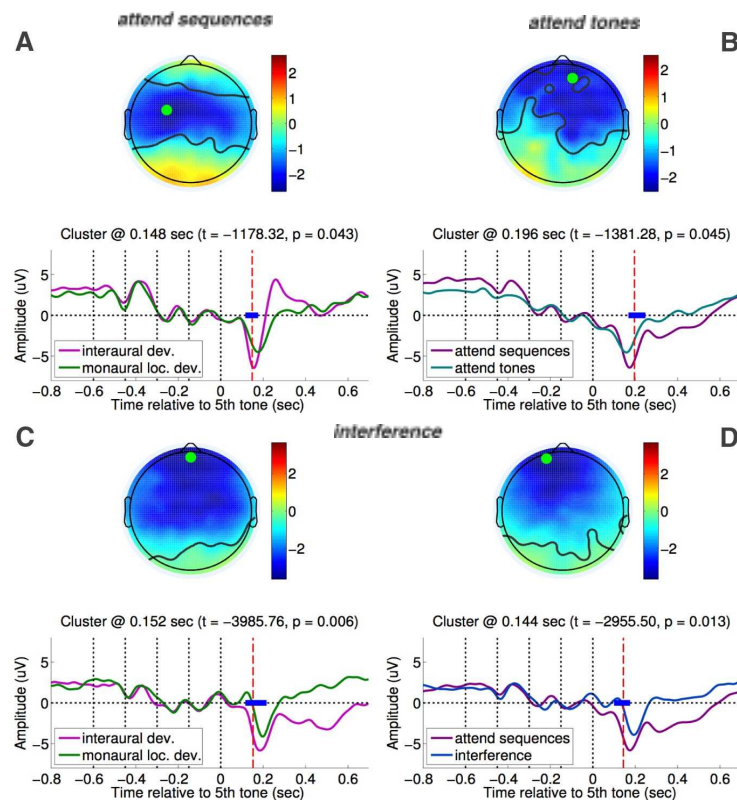 attend sequences
attend tones
A
B
2
1
0
-1
-2
2
1
0
-1
-2
Cluster @ 0.148 sec (t = −1178.32, p = 0.043)
Cluster @ 0.196 sec (t = −1381.28, p = 0.045)
Amplitude (uV)
5
0
−5
interaural dev.
monaural loc. dev.
−0.8 −0.6 −0.4 −0.2 0 0.2 0.4 0.6
Time relative to 5th tone (sec)
Amplitude (uV)
5
0
−5
attend sequences
attend tones
−0.8 −0.6 −0.4 −0.2 0 0.2 0.4 0.6
Time relative to 5th tone (sec)
C
interference
D
2
0
−2
2
0
−2
Cluster @ 0.152 sec (t = −3985.76, p = 0.006)
Cluster @ 0.144 sec (t = −2955.50, p = 0.013)
Amplitude (uV)
5
0
−5
interaural dev.
monaural loc. dev.
−0.8 −0.6 −0.4 −0.2 0 0.2 0.4 0.6
Time relative to 5th tone (sec)
Amplitude (uV)
5
0
−5
attend sequences
interference
−0.8 −0.6 −0.4 −0.2 0 0.2 0.4 0.6
Time relative to 5th tone (sec)